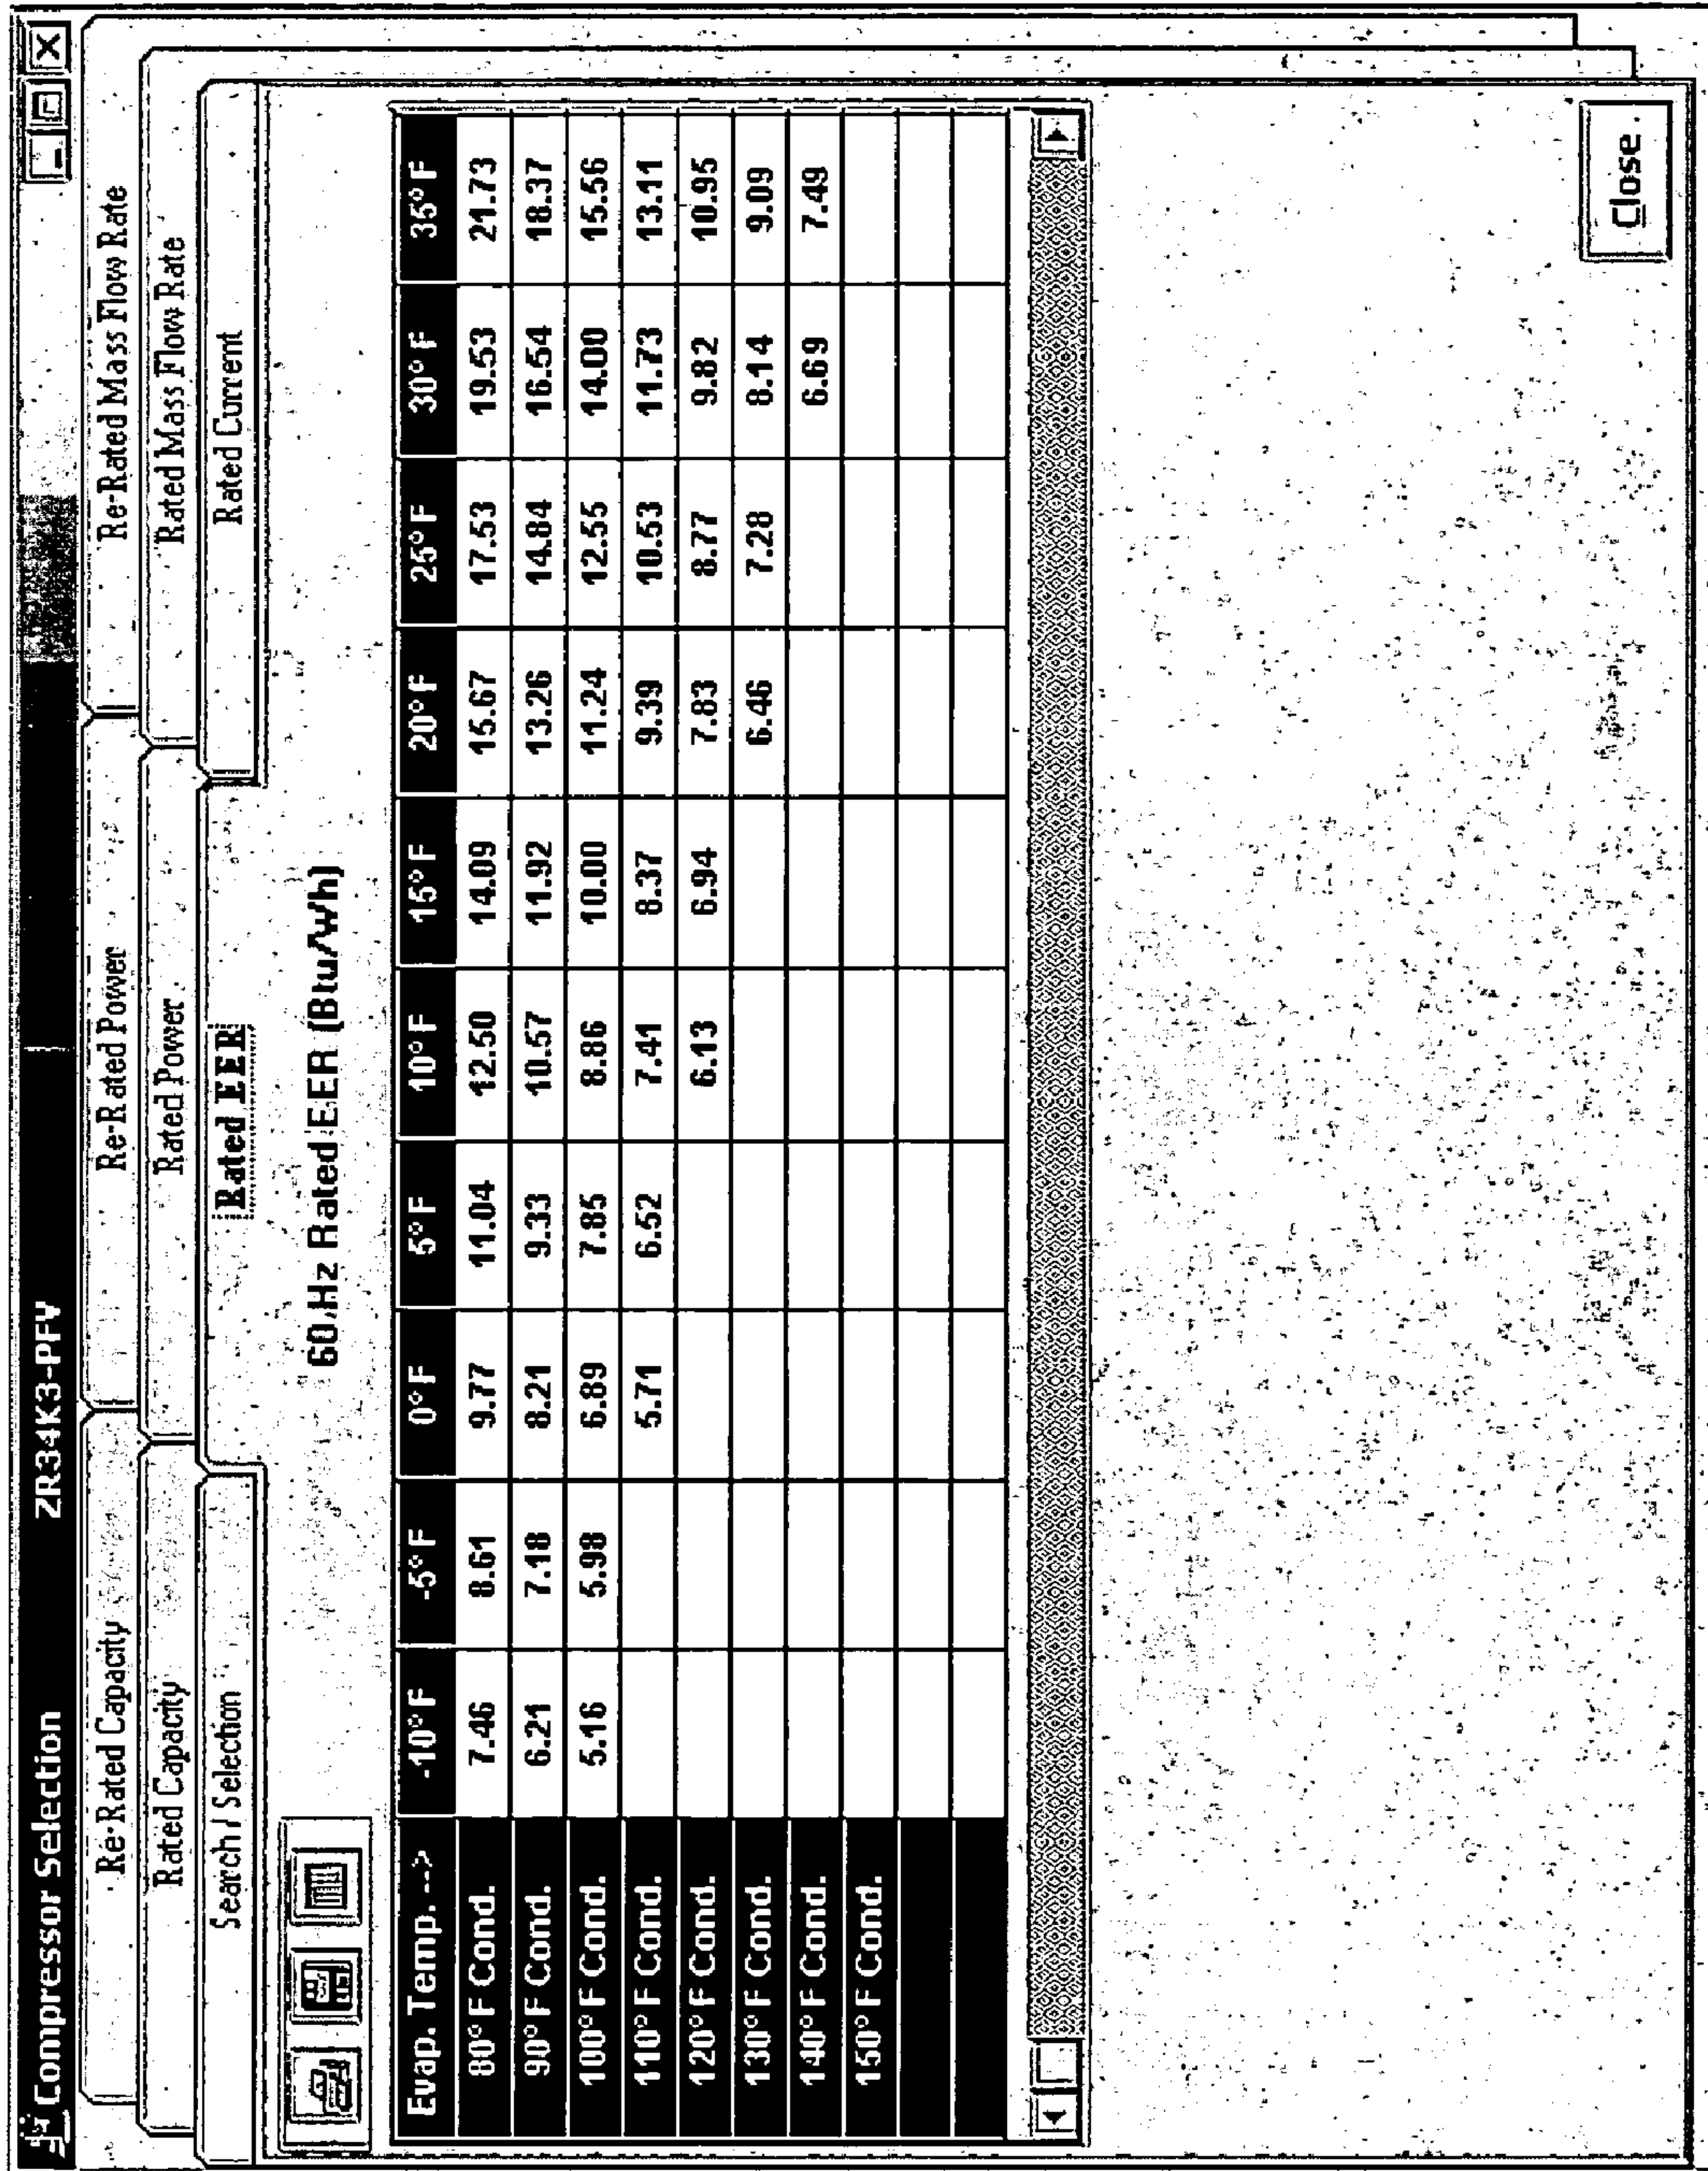 Compressor Selection ZR34K3-PFV
Re-Rated Capacity Re-Rated Power Re-Rated Mass Flow Rate
Rated Capacity Rated Power Rated Mass Flow Rate
Search / Selection Rated EER Rated Current
60 Hz Rated EER (Btu/Wh)
Evap. Temp. --> -10° F -5° F 0° F 5° F 10° F 15° F 20° F 25° F 30° F 35° F
80° F Cond. 7.46 8.61 9.77 11.04 12.50 14.09 15.67 17.53 19.53 21.73
90° F Cond. 6.21 7.18 8.21 9.33 10.57 11.92 13.26 14.84 16.54 18.37
100° F Cond. 5.16 5.98 6.89 7.85 8.86 10.00 11.24 12.55 14.00 15.56
110° F Cond. 5.71 6.52 7.41 8.37 9.39 10.53 11.73 13.11
120° F Cond. 6.13 6.94 7.83 8.77 9.82 10.95
130° F Cond. 6.46 7.28 8.14 9.09
140° F Cond. 6.69 7.49
150° F Cond.
Close